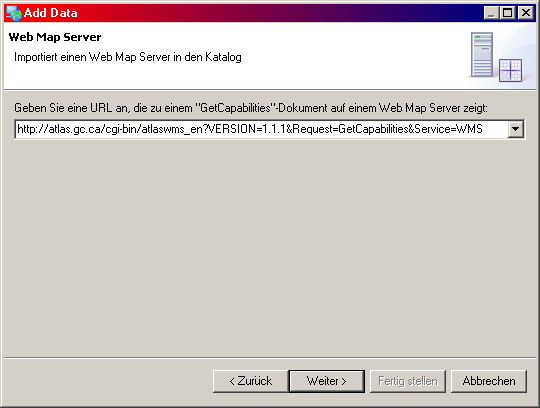 Add Data
Web Map Server
Importiert einen Web Map Server in den Katalog
Geben Sie eine URL an, die zu einem "GetCapabilities"-Dokument auf einem Web Map Server zeigt:
http://atlas.gc.ca/cgi-bin/atlaswms_en?VERSION=1.1.1&Request=GetCapabilities&Service=WMS
< Zurück Weiter > Fertig stellen Abbrechen